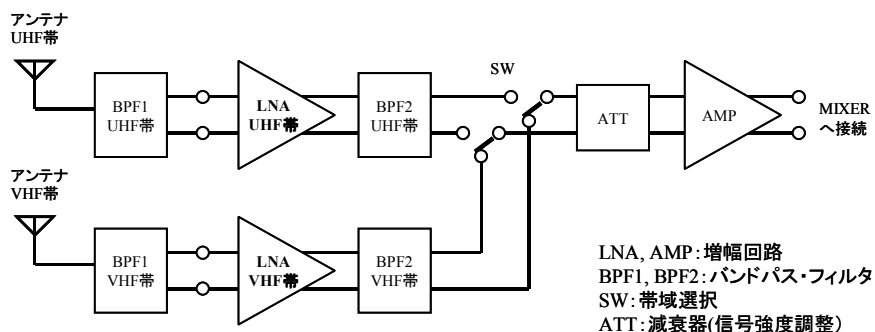 アンテナ
UHF帯
BPF1
UHF帯
LNA
UHF帯
BPF2
UHF帯
SW
ATT
AMP
MIXER
へ接続
アンテナ
VHF帯
BPF1
VHF帯
LNA
VHF帯
BPF2
VHF帯
LNA, AMP:増幅回路
BPF1, BPF2:バンドパス・フィルタ
SW:帯域選択
ATT:減衰器(信号強度調整)